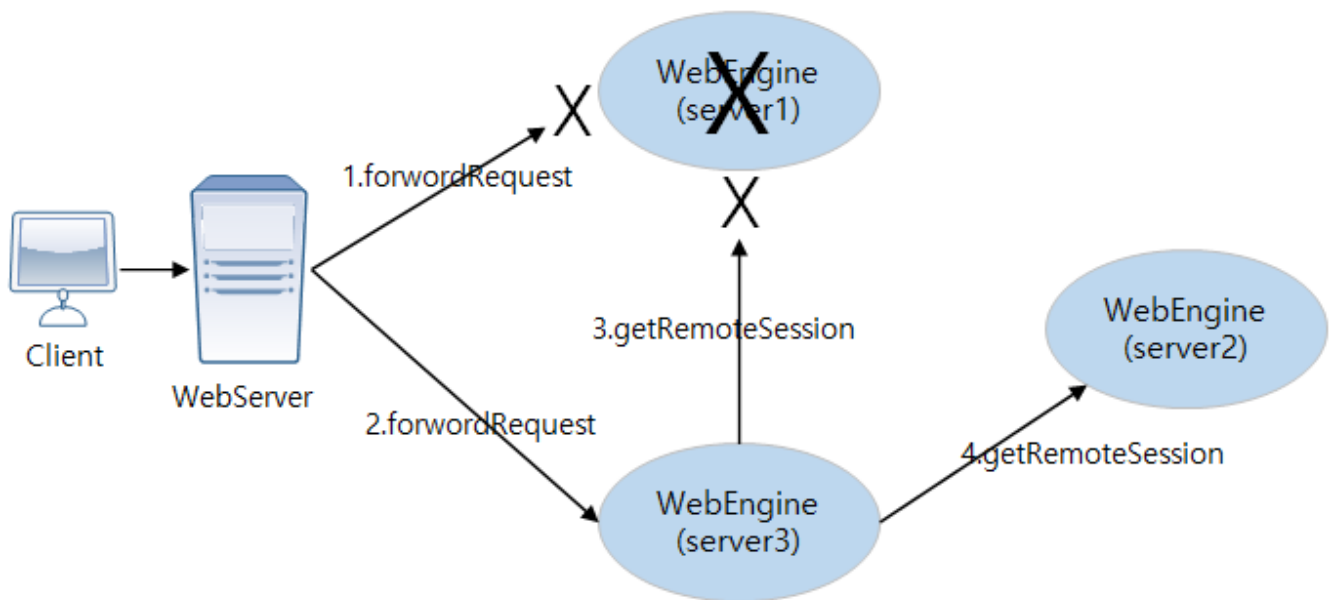 WebEngine
(server1)
X
X
1.forwordRequest
X
3.getRemoteSession
WebEngine
(server2)
Client
WebServer
2.forwordRequest
4.getRemoteSession
WebEngine
(server3)